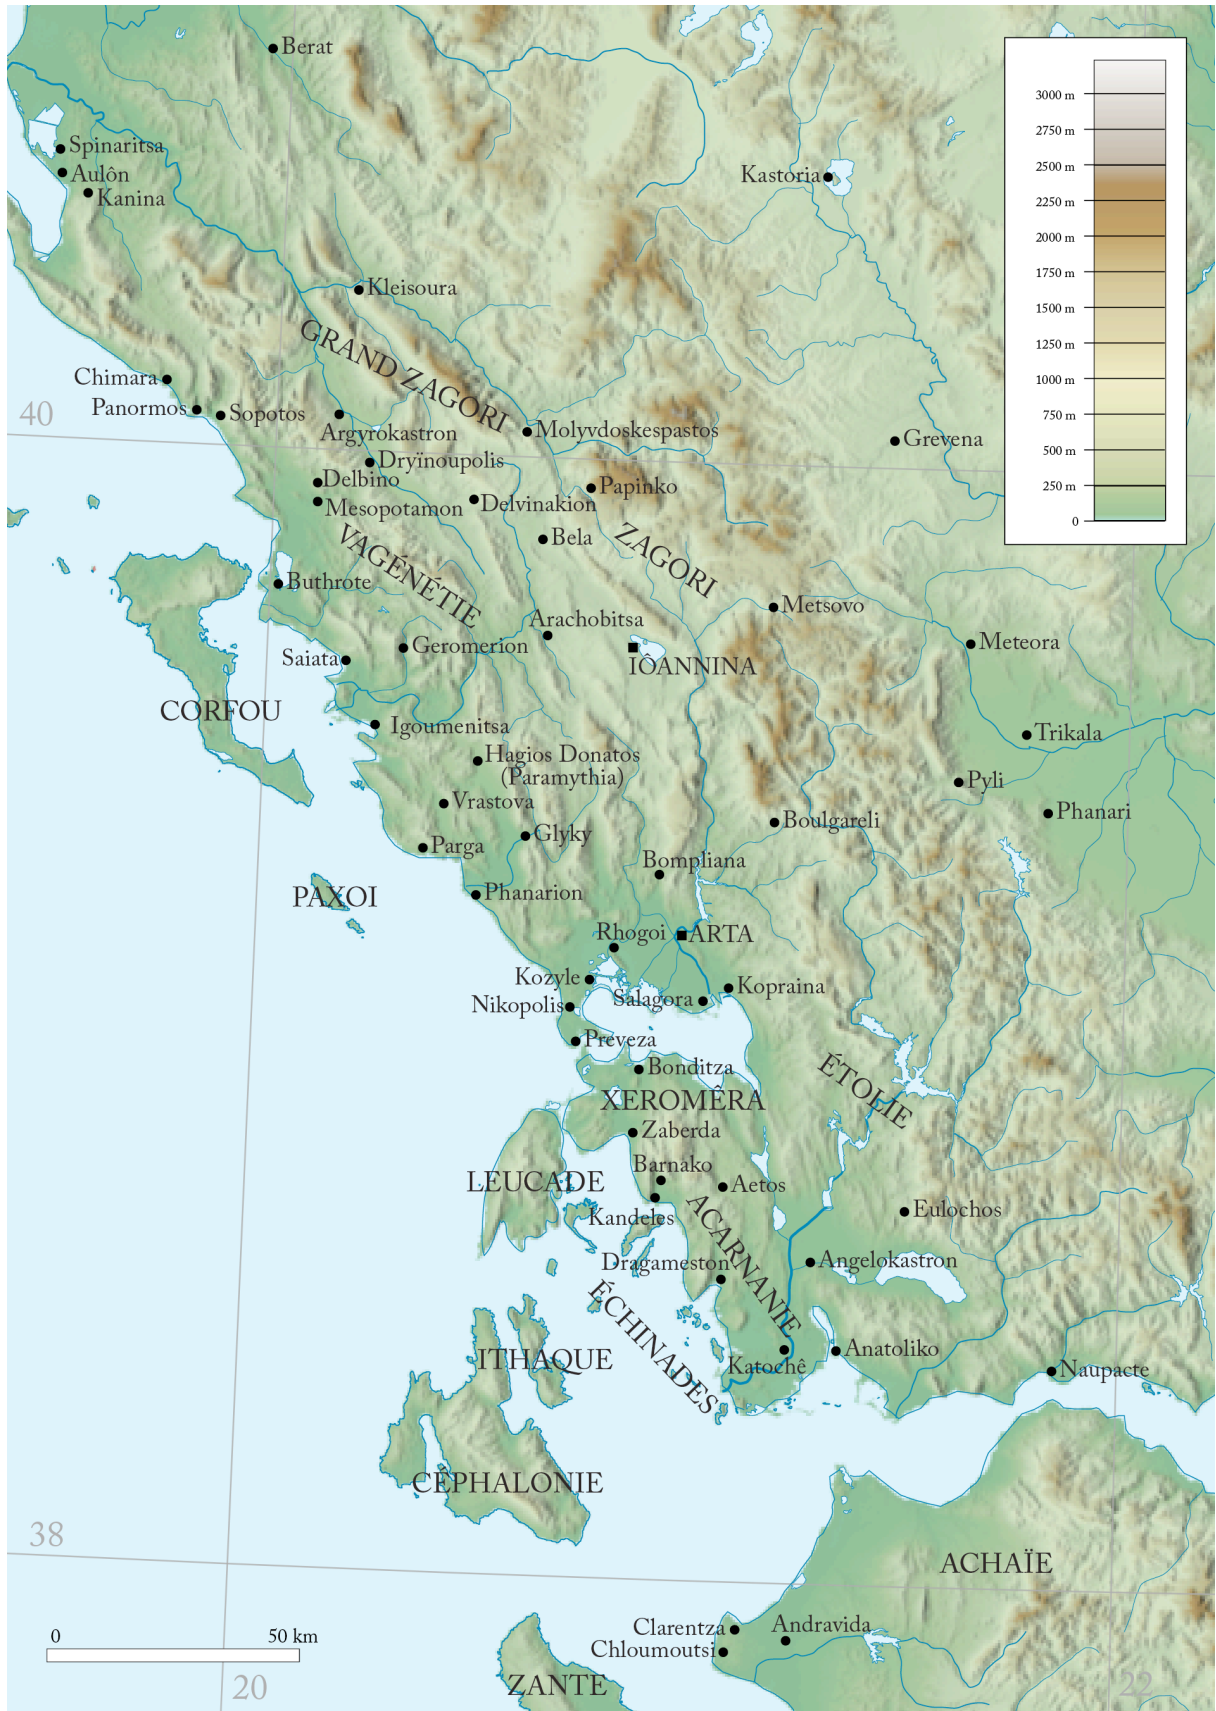 Berat
3000 m
2750 m
2500 m
2250 m
2000 m
1750 m
1500 m
1250 m
1000 m
750 m
500 m
250 m
0
Spinaritsa
Aulôn
Kanina
Kastoria
Kleisoura
GRAND ZAGORI
Chimara
Panormos
Sopotos
40
Argyrokastron
Molyvdoskespastos
Grevena
Dryïnoupolis
Delbino
Mesopotamon
Delvinakion
Papinko
Bela
ZAGORI
VAGÉNÉTIE
Buthrote
Metsovo
Arachobitsa
Geromerion
Saiata
IÔANNINA
Meteora
CORFOU
Igoumenitsa
Trikala
Hagios Donatos
(Paramythia)
Pyli
Vrastova
Phanari
Glyky
Boulgareli
Parga
Bompliana
PAXOI
Phanarion
Rhogoi
ARTA
Kozyle
Kopraina
Nikopolis
Salagora
Preveza
Bonditza
ÉTOLIE
XEROMÊRA
Zaberda
Barnako
LEUCADE
Aetos
Kandeles
Eulochos
ACARNANIE
Dragameston
Angelokastron
ÉCHINADES
ITHAQUE
Katochê
Anatoliko
Naupacte
CÉPHALONIE
38
ACHAÏE
Clarentza
Andravida
Chloumoutsi
0
50 km
ZANTE
20
22